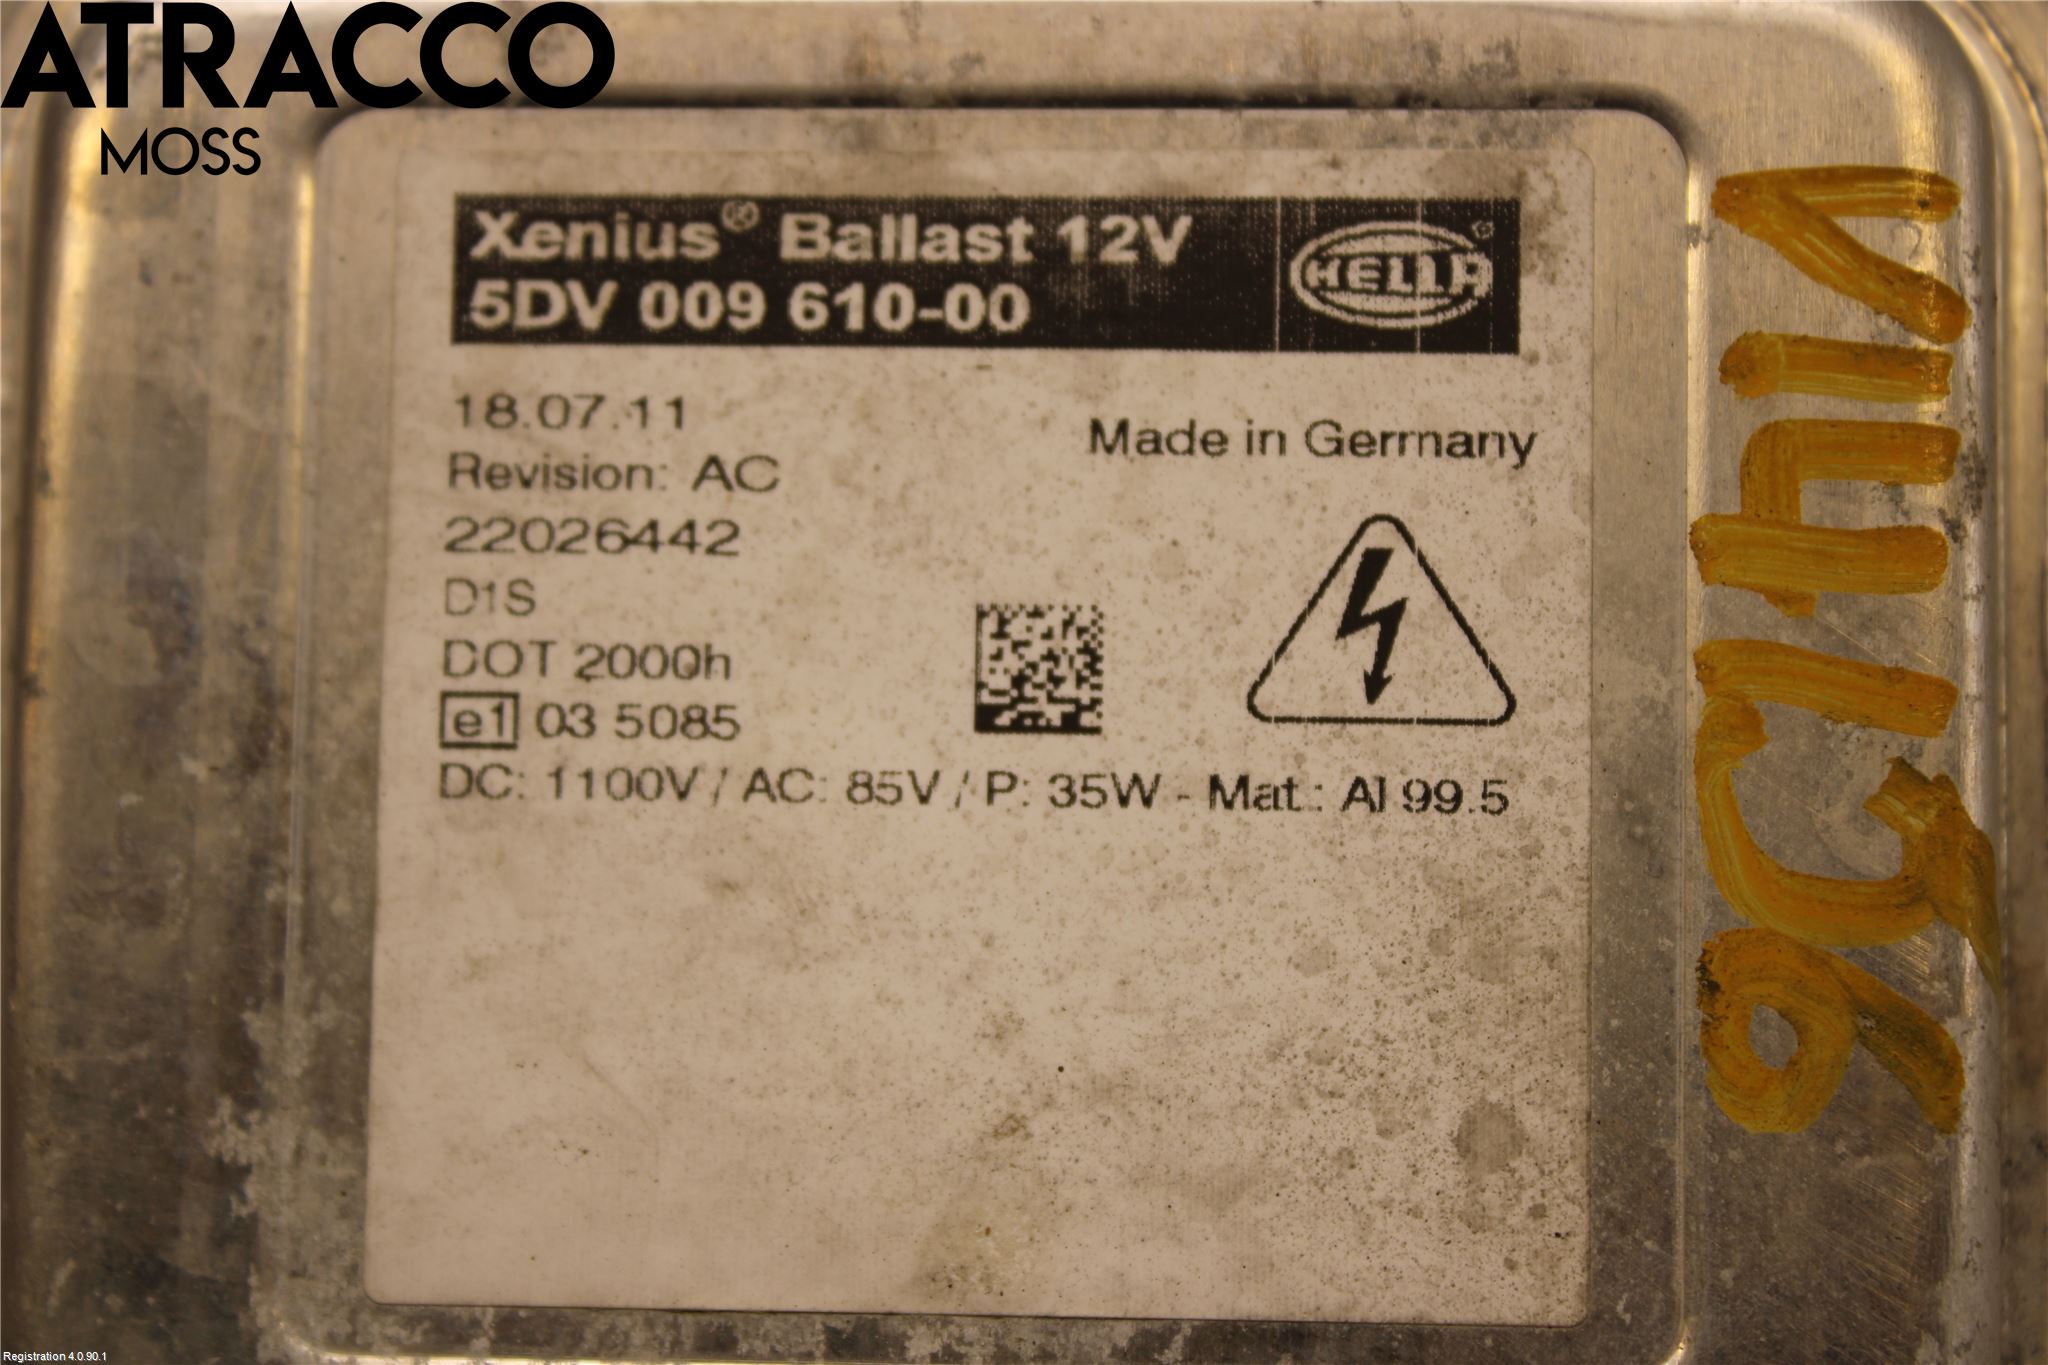 ATRACCO
MOSS
Xenius® Ballast 12V
5DV 009 610-00
HELLA
18.07.11
Made in Germany
Revision: AC
22026442
D1S
DOT 2000h
e1 03 5085
DC: 1100V / AC: 85V / P: 35W - Mat.: Al 99.5
Registration 4.0.90.1